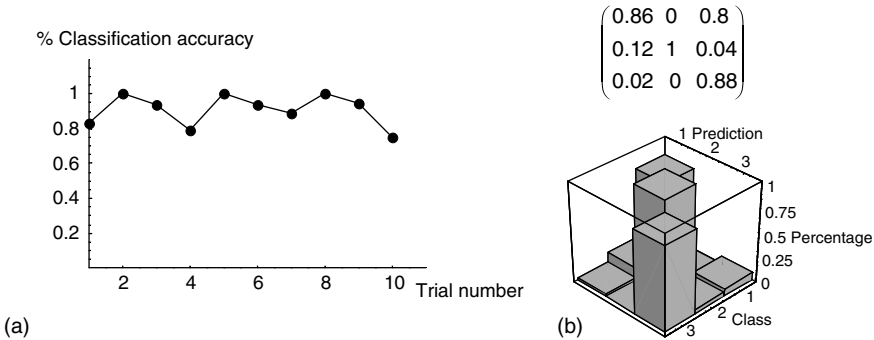 % Classification accuracy
1
0.8
0.6
0.4
0.2
2 4 6 8 10
Trial number
(a)
0.86 0 0.8
0.12 1 0.04
0.02 0 0.88
1 Prediction
2
3
1
0.75
0.5 Percentage
0.25
0
1
2 Class
3
(b)